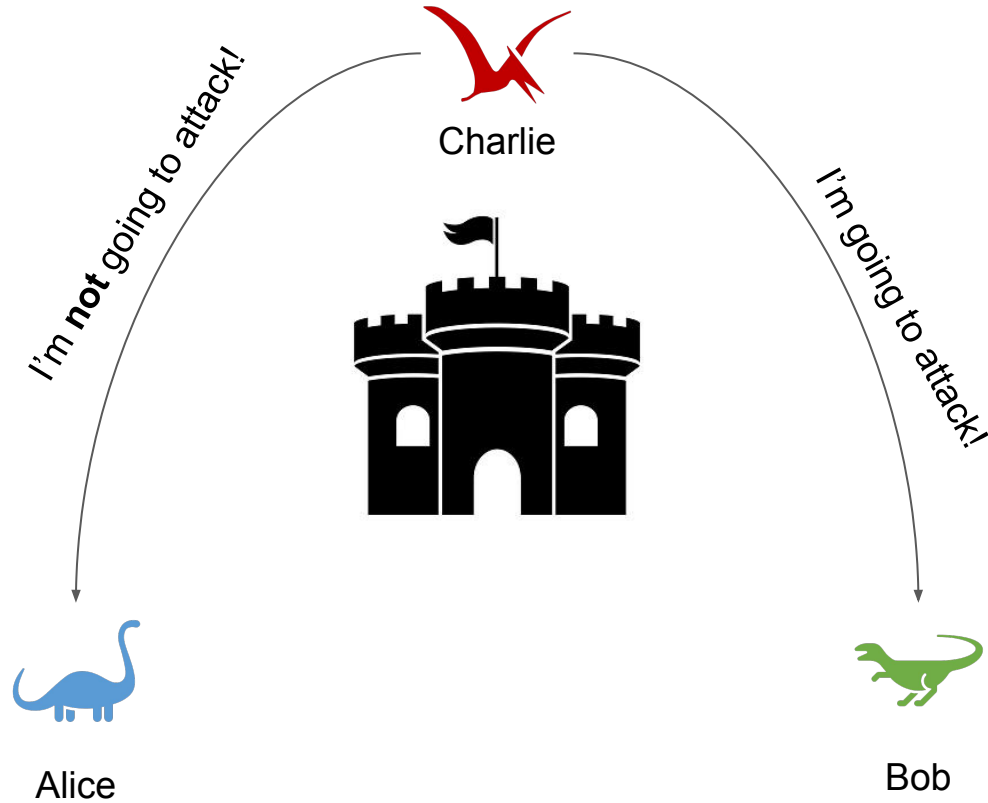 Charlie
I'm not going to attack!
I'm going to attack!
Alice
Bob